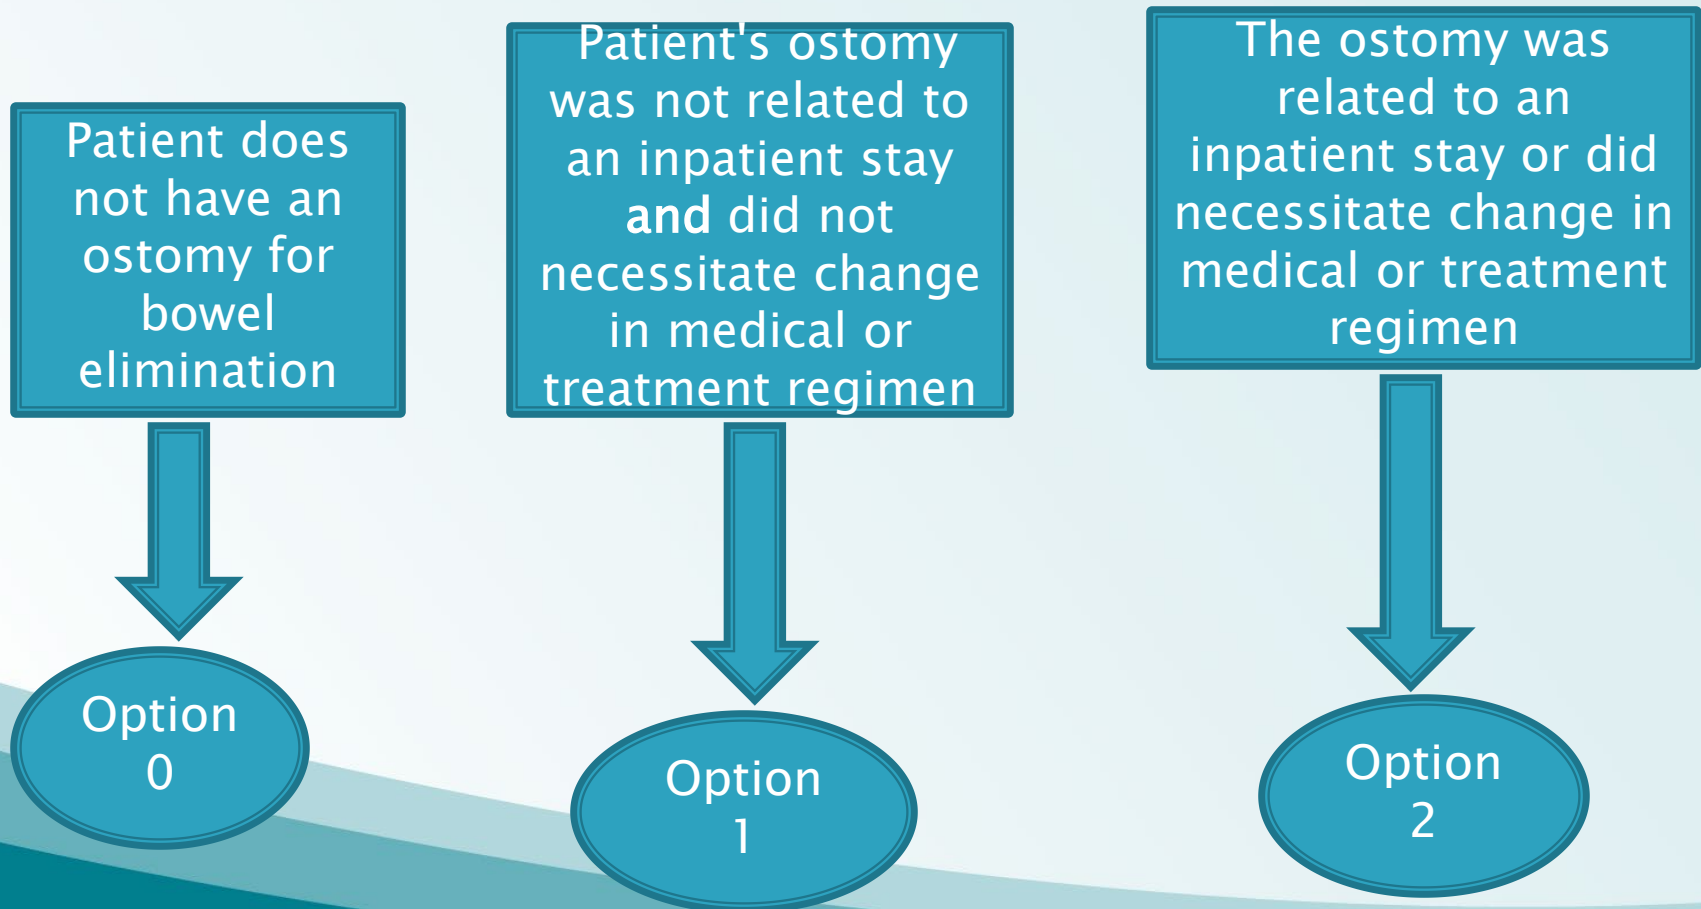 Patient does
not have an
ostomy for
bowel
elimination
Patient's ostomy
was not related to
an inpatient stay
and did not
necessitate change
in medical or
treatment regimen
The ostomy was
related to an
inpatient stay or did
necessitate change in
medical or treatment
regimen
Option
0
Option
1
Option
2